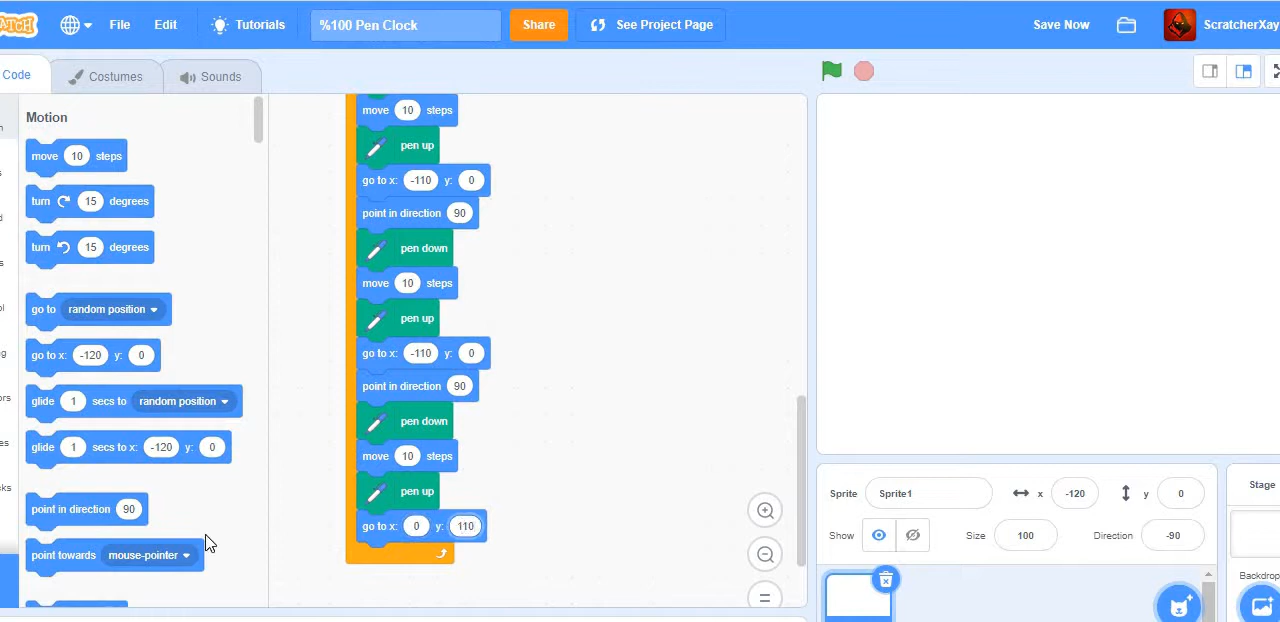 File Edit Tutorials %100 Pen Clock Share See Project Page Save Now ScratcherXay
Code Costumes Sounds
Motion
move 10 steps
turn 15 degrees
turn 15 degrees
go to random position
go to x: -120 y: 0
glide 1 secs to random position
glide 1 secs to x: -120 y: 0
point in direction 90
point towards mouse-pointer
move 10 steps
pen up
go to x: -110 y: 0
point in direction 90
pen down
move 10 steps
pen up
go to x: -110 y: 0
point in direction 90
pen down
move 10 steps
pen up
go to x: 0 y: 110
Sprite Sprite1 x -120 y 0
Show Size 100 Direction -90
Stage
Backdrop